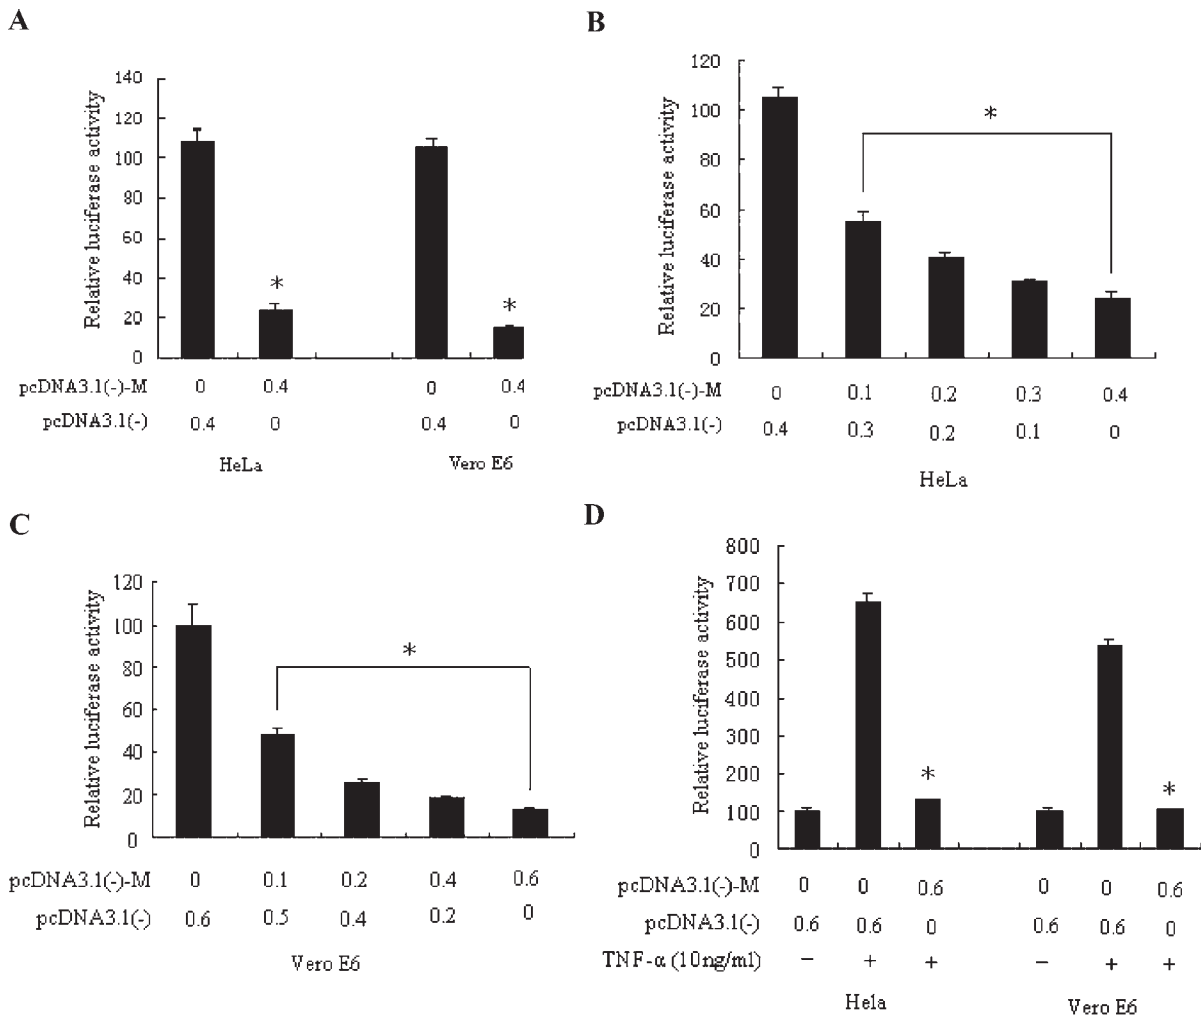 A
Relative luciferase activity
140
120
100
80
60
40
20
0
*
*
pcDNA3.1(-)-M 0 0.4 0 0.4
pcDNA3.1(-) 0.4 0 0.4 0
HeLa Vero E6
B
Relative luciferase activity
120
100
80
60
40
20
0
*
pcDNA3.1(-)-M 0 0.1 0.2 0.3 0.4
pcDNA3.1(-) 0.4 0.3 0.2 0.1 0
HeLa
C
Relative luciferase activity
120
100
80
60
40
20
0
*
pcDNA3.1(-)-M 0 0.1 0.2 0.4 0.6
pcDNA3.1(-) 0.6 0.5 0.4 0.2 0
Vero E6
D
Relative luciferase activity
800
700
600
500
400
300
200
100
0
*
*
pcDNA3.1(-)-M 0 0 0.6 0 0 0.6
pcDNA3.1(-) 0.6 0.6 0 0.6 0.6 0
TNF-α (10ng/ml) − + + − + +
Hela Vero E6